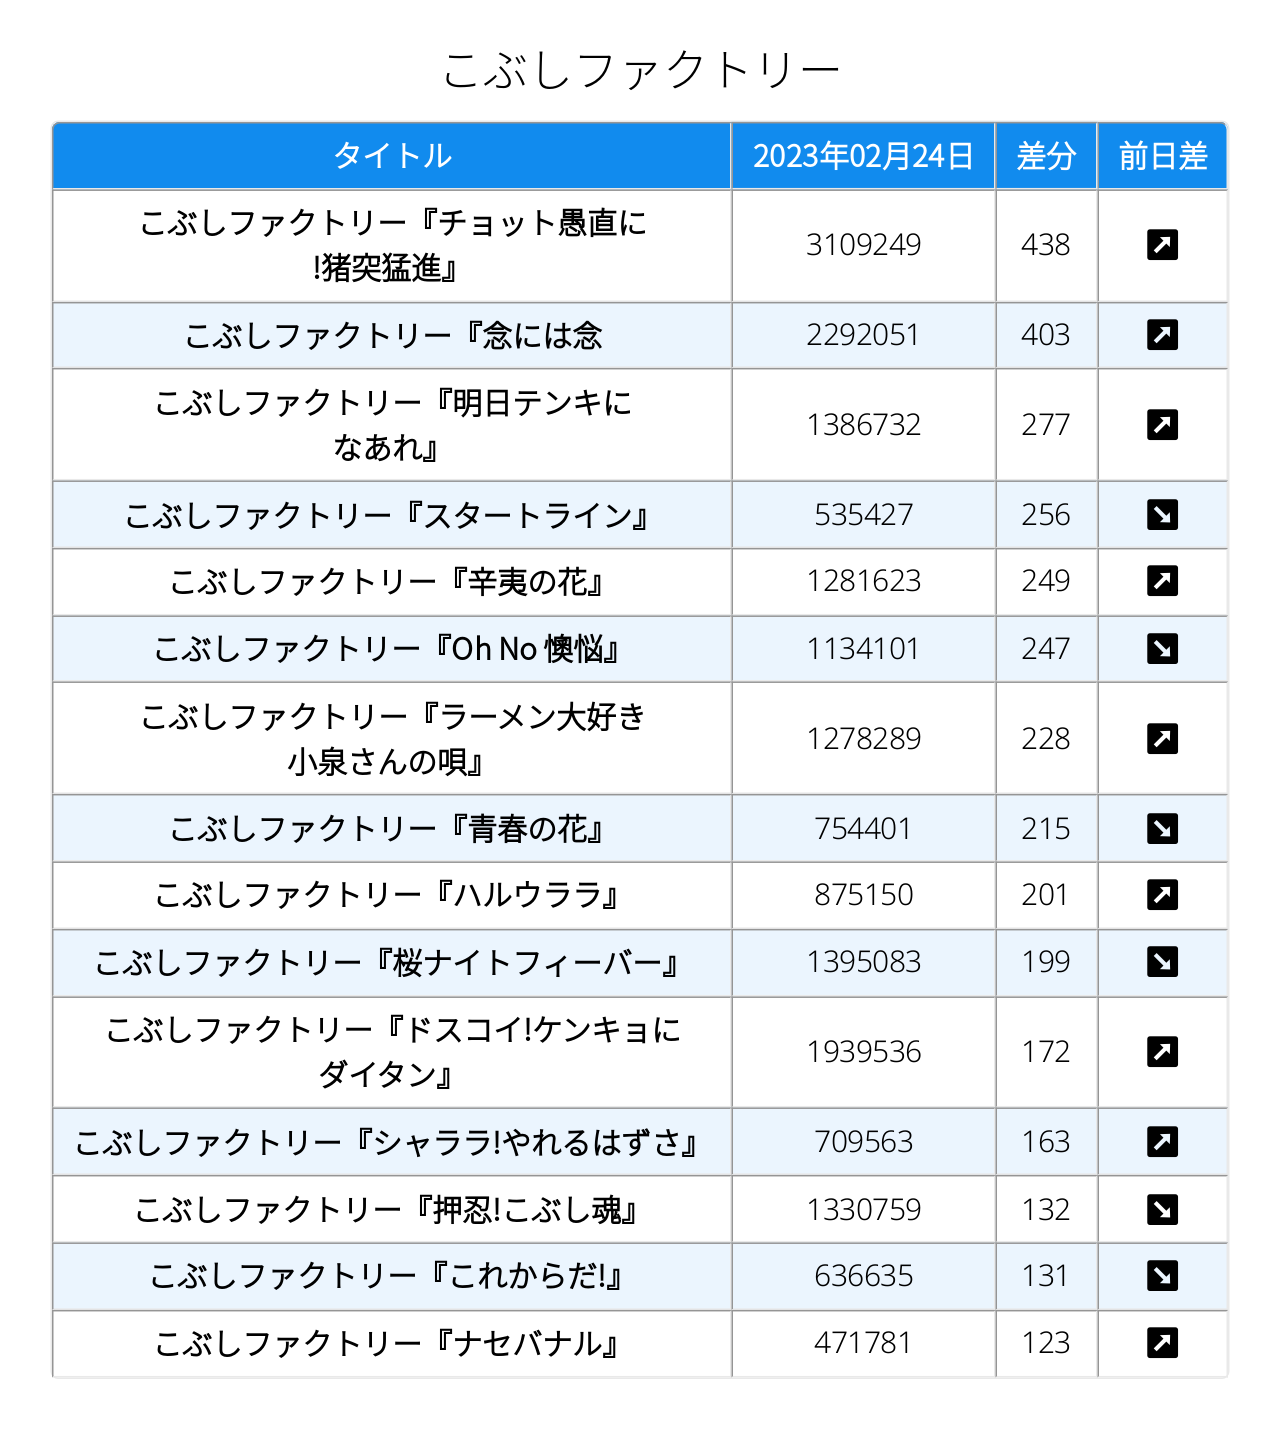 こぶしファクトリー
タイトル 2023年02月24日 差分 前日差
こぶしファクトリー『チョット愚直に
!猪突猛進』 3109249 438 ↗
こぶしファクトリー『念には念 2292051 403 ↗
こぶしファクトリー『明日テンキに
なあれ』 1386732 277 ↗
こぶしファクトリー『スタートライン』 535427 256 ↘
こぶしファクトリー『辛夷の花』 1281623 249 ↗
こぶしファクトリー『Oh No 懊悩』 1134101 247 ↘
こぶしファクトリー『ラーメン大好き
小泉さんの唄』 1278289 228 ↗
こぶしファクトリー『青春の花』 754401 215 ↘
こぶしファクトリー『ハルウララ』 875150 201 ↗
こぶしファクトリー『桜ナイトフィーバー』 1395083 199 ↘
こぶしファクトリー『ドスコイ!ケンキョに
ダイタン』 1939536 172 ↗
こぶしファクトリー『シャララ!やれるはずさ』 709563 163 ↗
こぶしファクトリー『押忍!こぶし魂』 1330759 132 ↘
こぶしファクトリー『これからだ!』 636635 131 ↘
こぶしファクトリー『ナセバナル』 471781 123 ↗